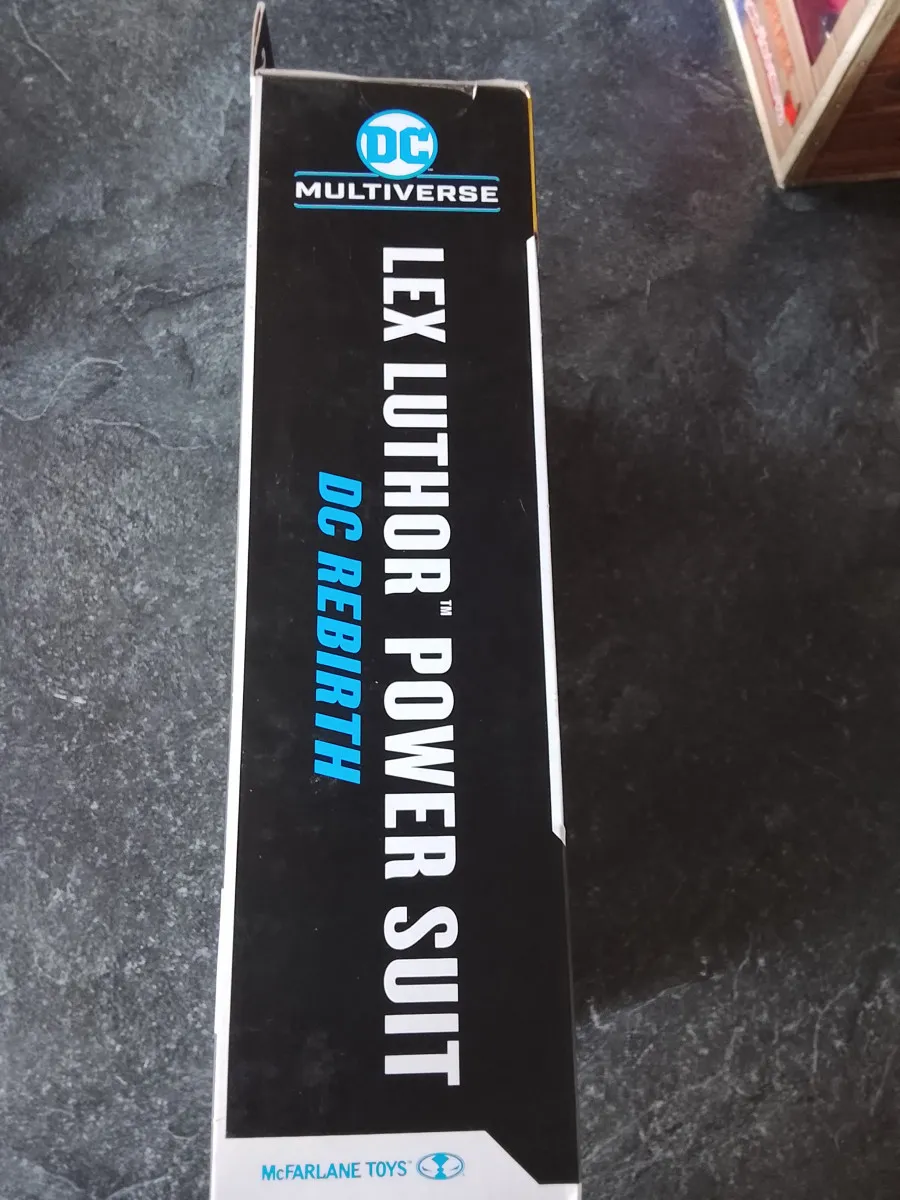 DC
MULTIVERSE
LEX LUTHOR™ POWER SUIT
DC REBIRTH
McFARLANE TOYS